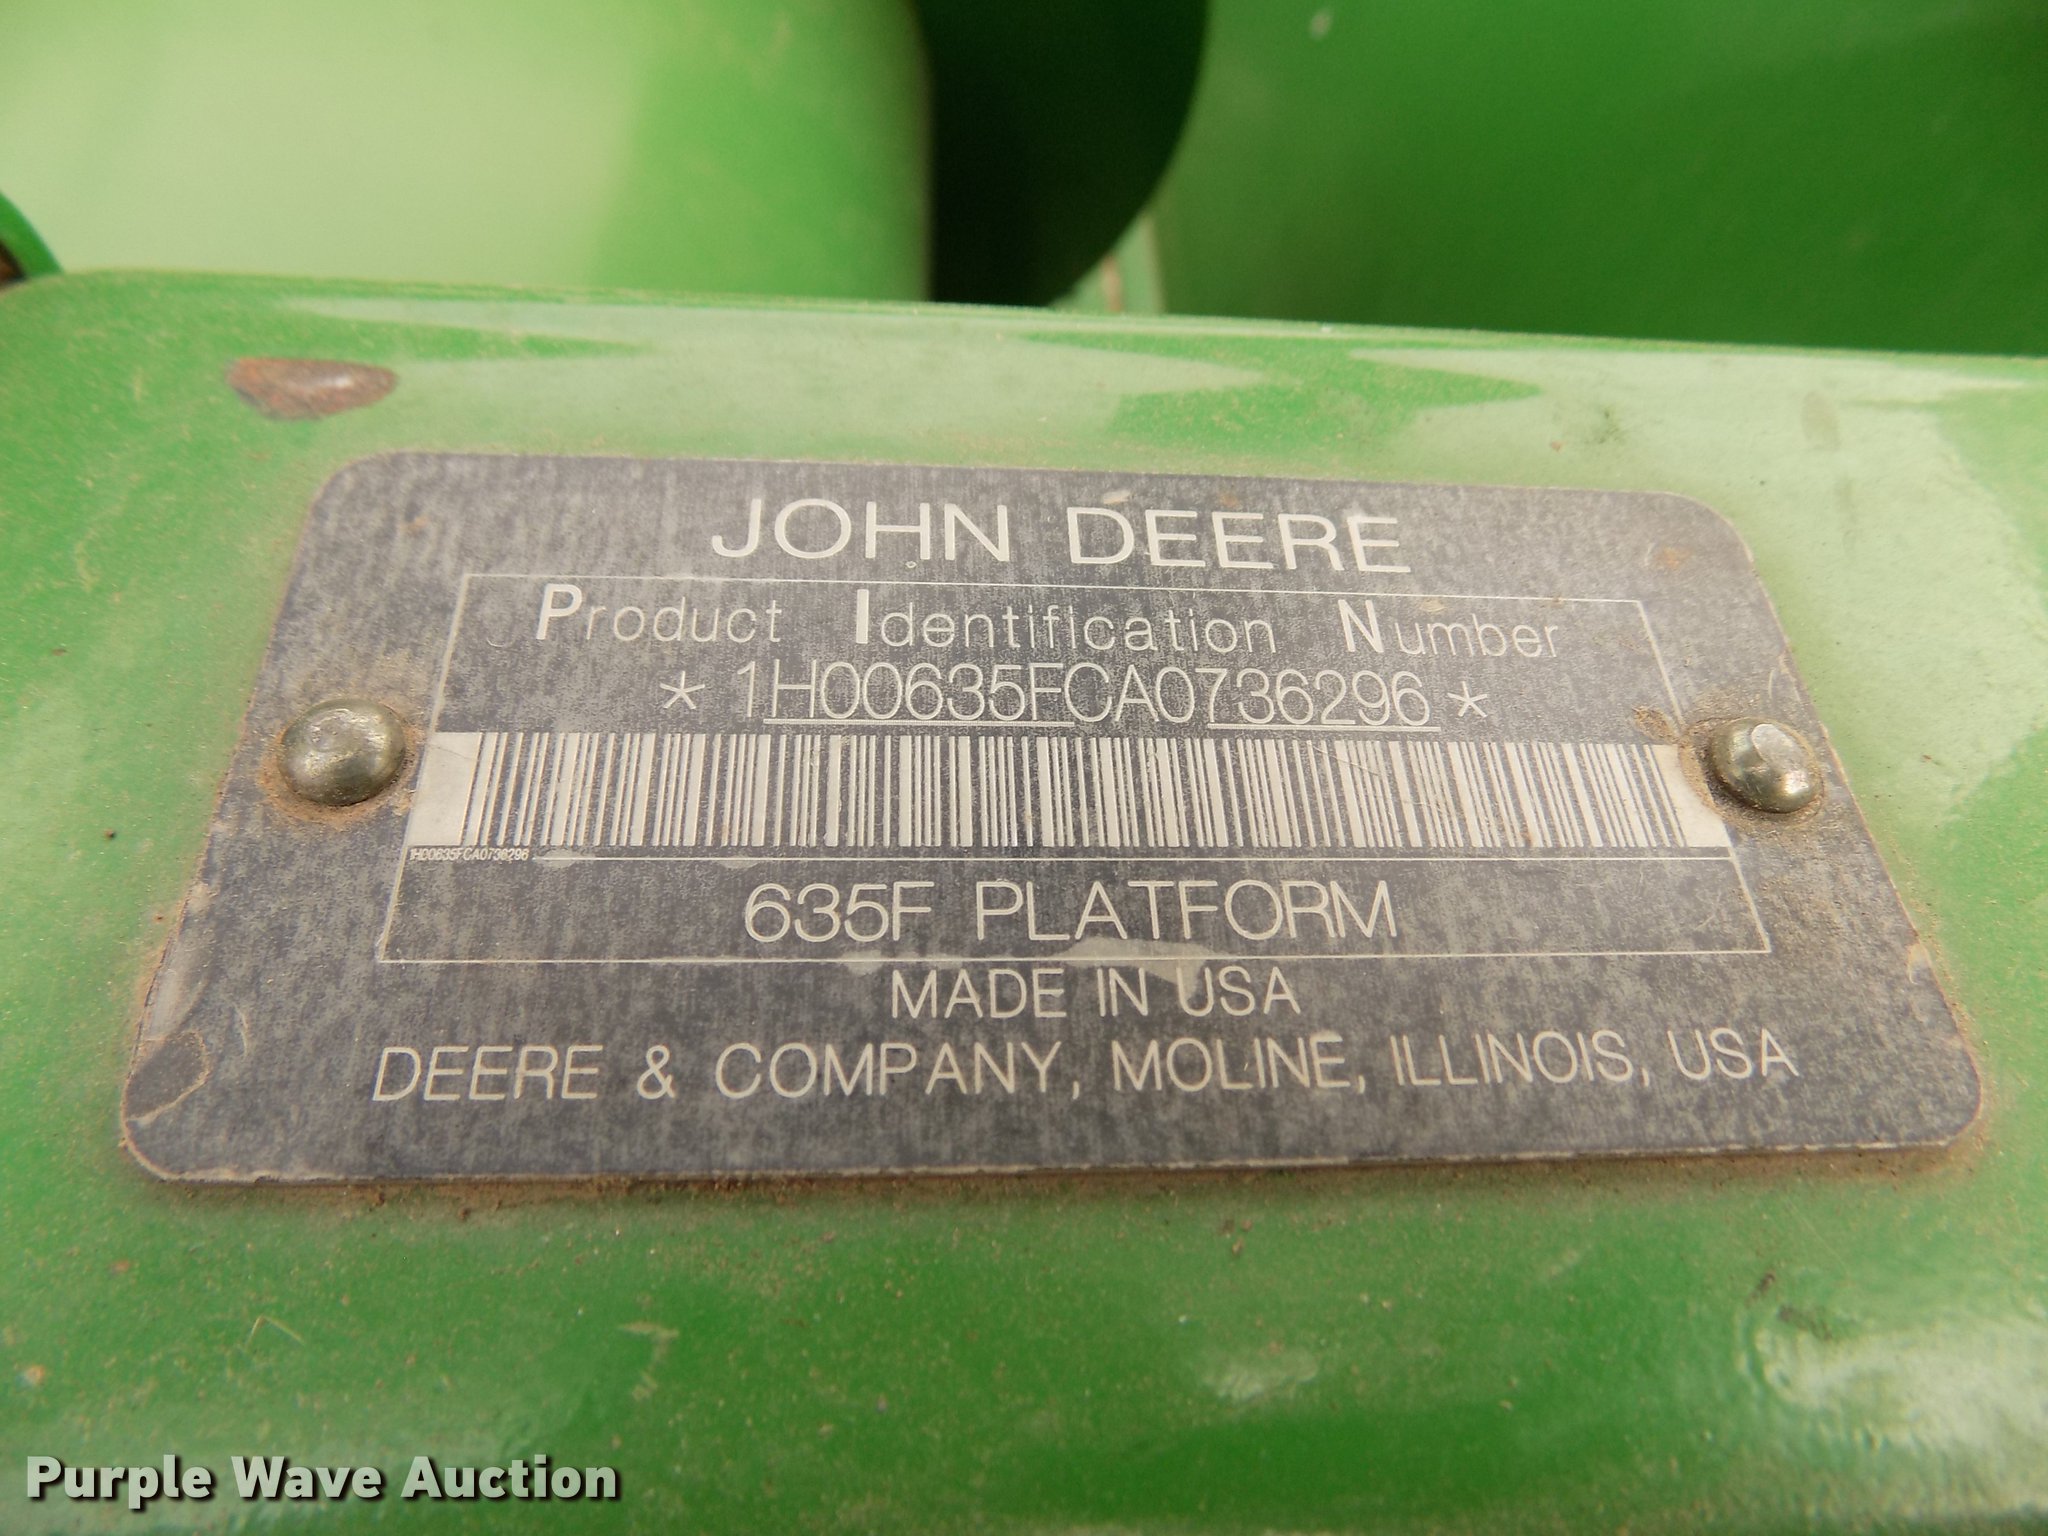 JOHN DEERE
Product Identification Number
*1H00635FCA0736296*
1H00635FCA0736296
635F PLATFORM
MADE IN USA
DEERE & COMPANY, MOLINE, ILLINOIS, USA
Purple Wave Auction